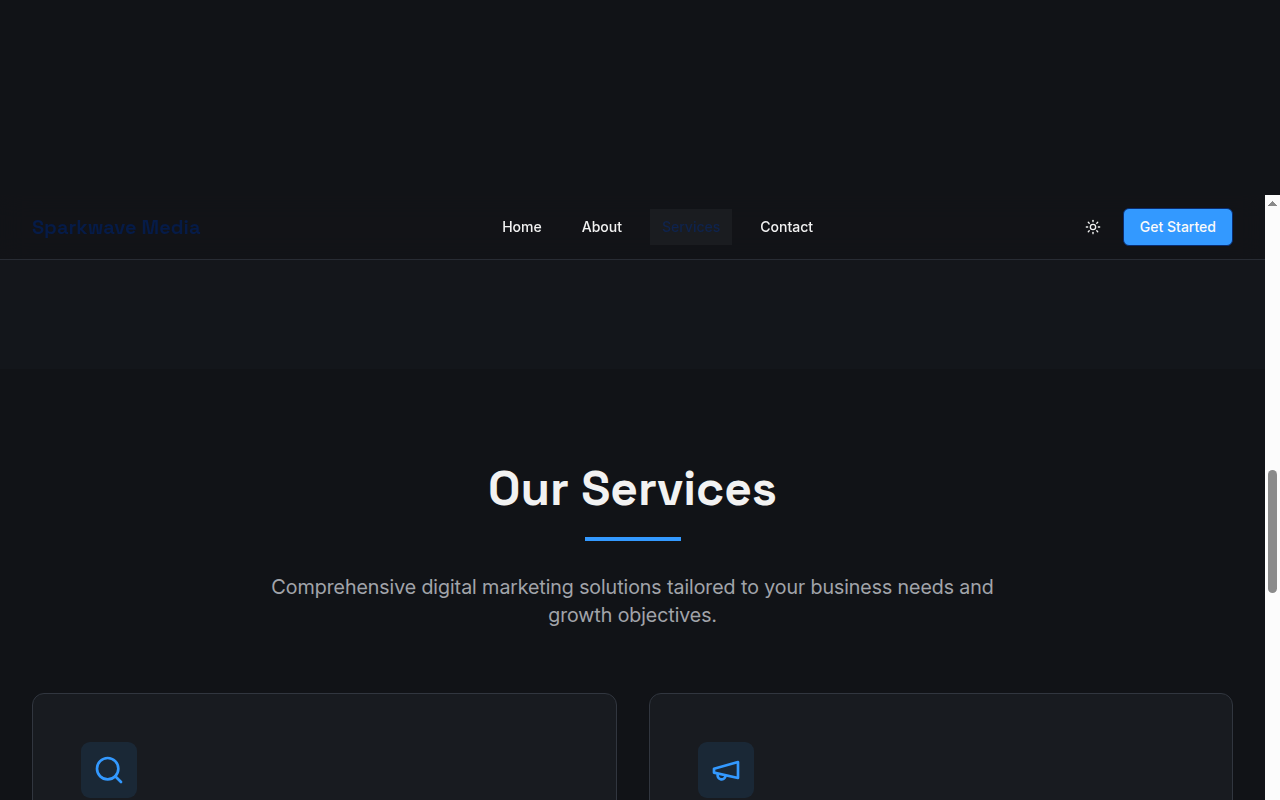 Sparkwave Media
Home About Services Contact
Get Started
Our Services
Comprehensive digital marketing solutions tailored to your business needs and
growth objectives.